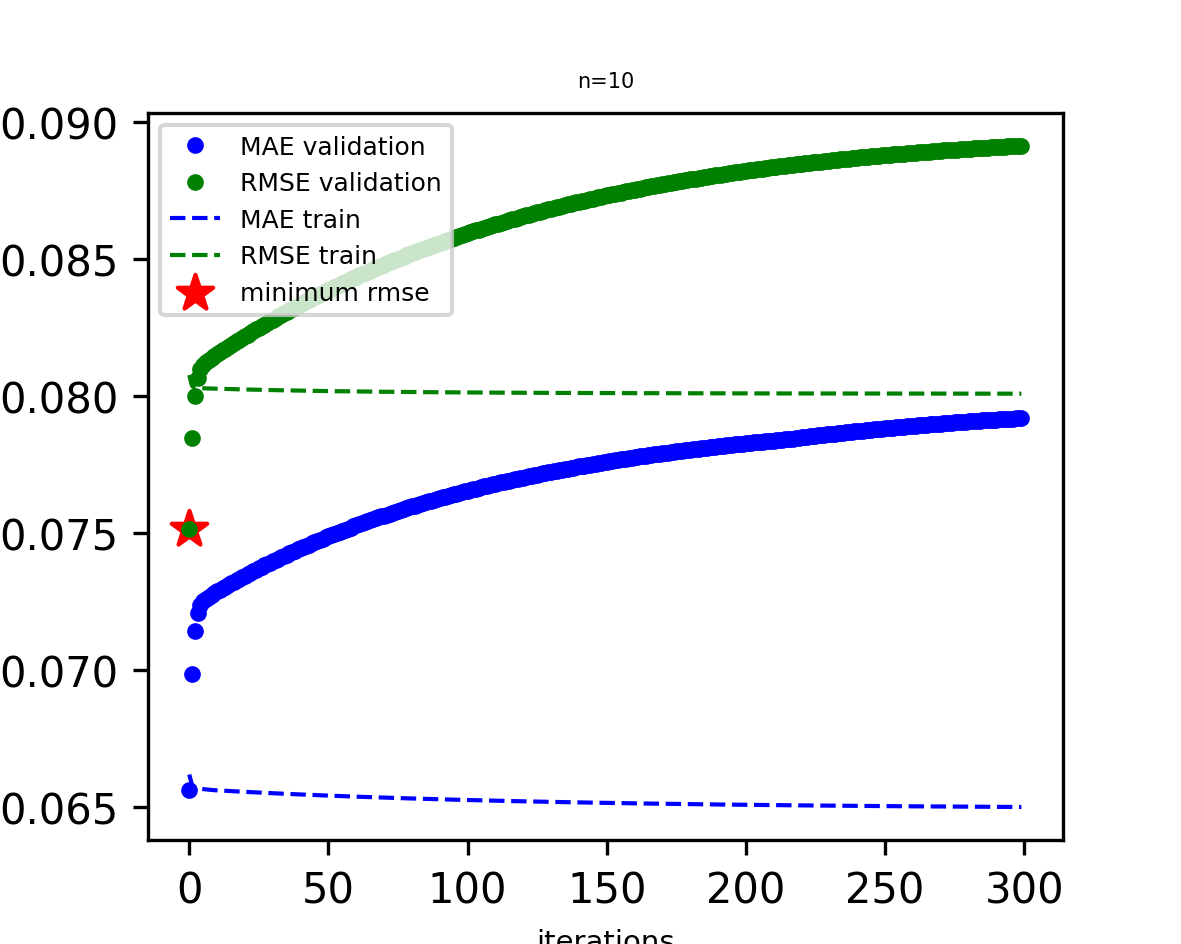 n=10
0.090
0.085
0.080
0.075
0.070
0.065
MAE validation
RMSE validation
MAE train
RMSE train
minimum rmse
0 50 100 150 200 250 300
iterations